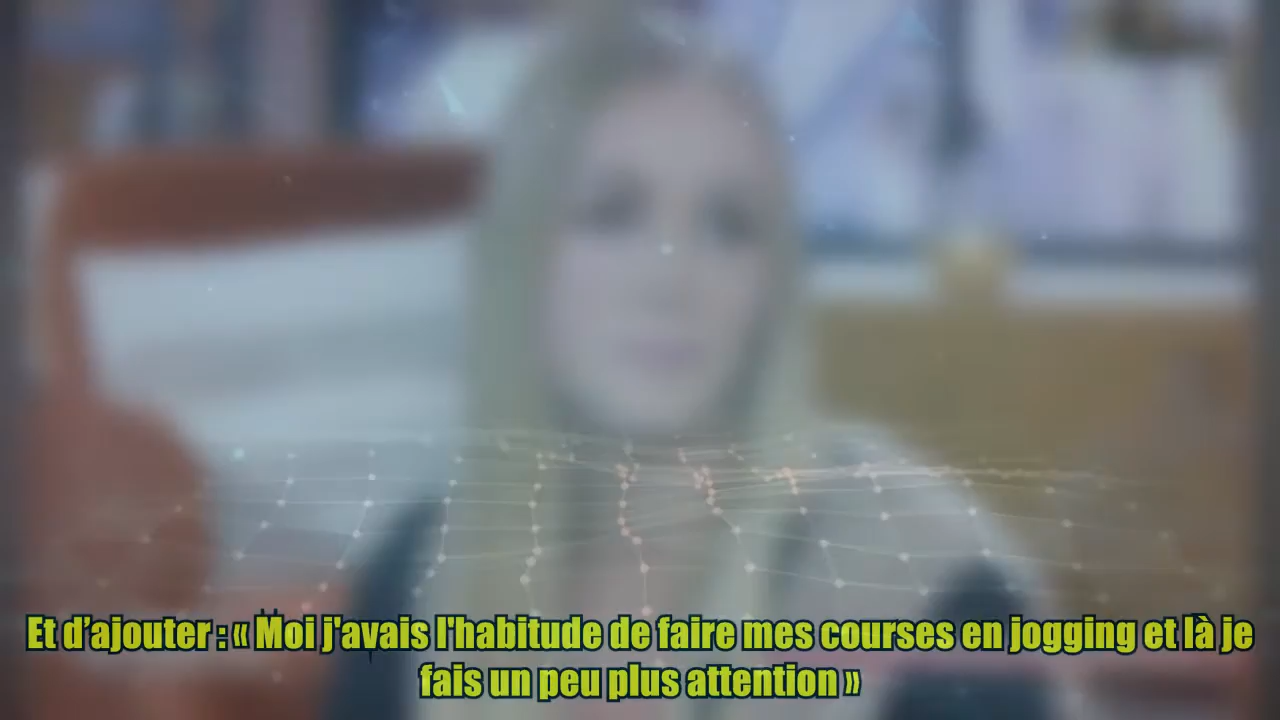 Et d’ajouter : « Moi j'avais l'habitude de faire mes courses en jogging et là je
fais un peu plus attention »